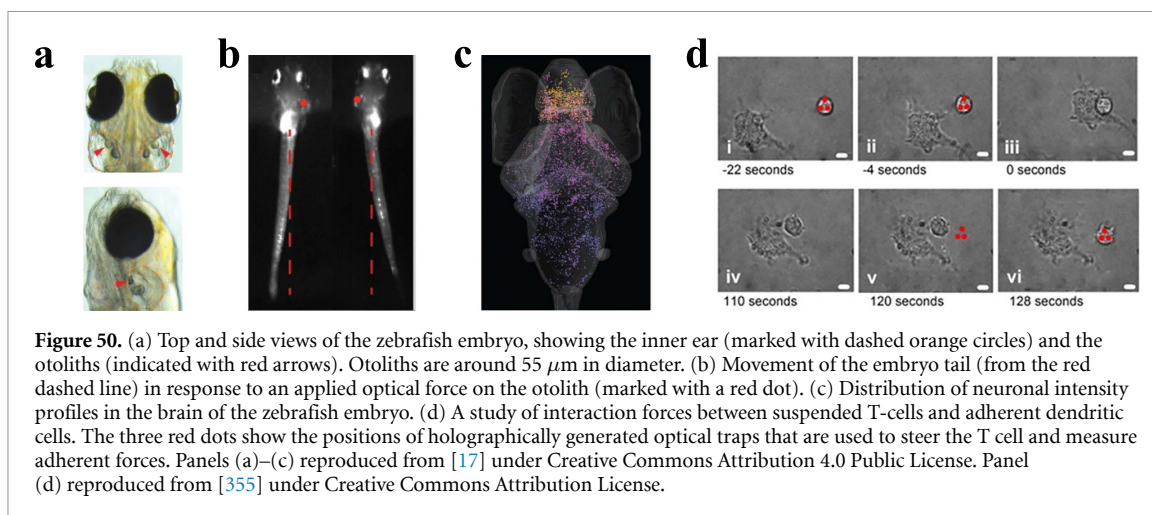 a
b
c
d
i
ii
iii
-22 seconds
-4 seconds
0 seconds
iv
v
vi
110 seconds
120 seconds
128 seconds
Figure 50. (a) Top and side views of the zebrafish embryo, showing the inner ear (marked with dashed orange circles) and the
otoliths (indicated with red arrows). Otoliths are around 55 μm in diameter. (b) Movement of the embryo tail (from the red
dashed line) in response to an applied optical force on the otolith (marked with a red dot). (c) Distribution of neuronal intensity
profiles in the brain of the zebrafish embryo. (d) A study of interaction forces between suspended T-cells and adherent dendritic
cells. The three red dots show the positions of holographically generated optical traps that are used to steer the T cell and measure
adherent forces. Panels (a)–(c) reproduced from [17] under Creative Commons Attribution 4.0 Public License. Panel
(d) reproduced from [355] under Creative Commons Attribution License.